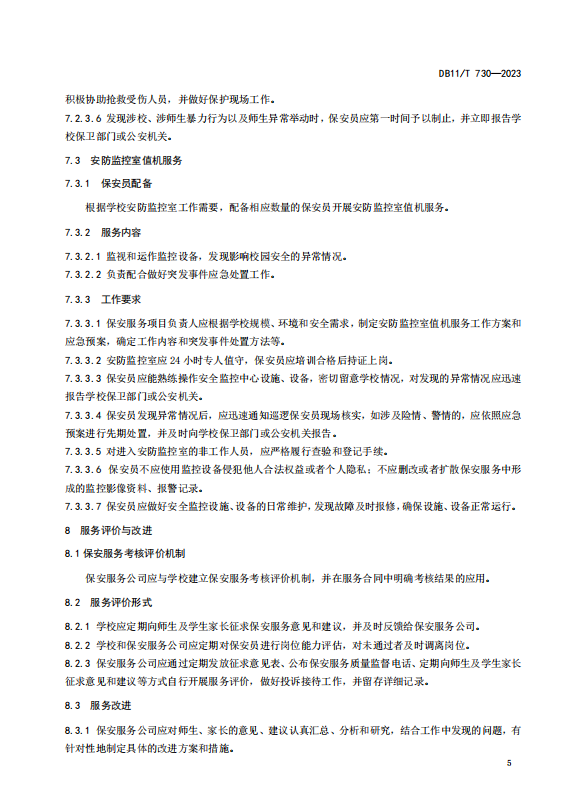 DB11/T 730—2023
积极协助抢救受伤人员，并做好保护现场工作。
7.2.3.6 发现涉校、涉师生暴力行为以及师生异常举动时，保安员应第一时间予以制止，并立即报告学
校保卫部门或公安机关。
7.3 安防监控室值机服务
7.3.1 保安员配备
根据学校安防监控室工作需要，配备相应数量的保安员开展安防监控室值机服务。
7.3.2 服务内容
7.3.2.1 监视和运作监控设备，发现影响校园安全的异常情况。
7.3.2.2 负责配合做好突发事件应急处置工作。
7.3.3 工作要求
7.3.3.1 保安服务项目负责人应根据学校规模、环境和安全需求，制定安防监控室值机服务工作方案和
应急预案，确定工作内容和突发事件处置方法等。
7.3.3.2 安防监控室应 24 小时专人值守，保安员应培训合格后持证上岗。
7.3.3.3 保安员应能熟练操作安全监控中心设施、设备，密切留意学校情况，对发现的异常情况应迅速
报告学校保卫部门或公安机关。
7.3.3.4 保安员发现异常情况后，应迅速通知巡逻保安员现场核实，如涉及险情、警情的，应依照应急
预案进行先期处置，并及时向学校保卫部门或公安机关报告。
7.3.3.5 对进入安防监控室的非工作人员，应严格履行查验和登记手续。
7.3.3.6 保安员不应使用监控设备侵犯他人合法权益或者个人隐私；不应删改或者扩散保安服务中形
成的监控影像资料、报警记录。
7.3.3.7 保安员应做好安全监控设施、设备的日常维护，发现故障及时报修，确保设施、设备正常运行。
8 服务评价与改进
8.1 保安服务考核评价机制
保安服务公司应与学校建立保安服务考核评价机制，并在服务合同中明确考核结果的应用。
8.2 服务评价形式
8.2.1 学校应定期向师生及学生家长征求保安服务意见和建议，并及时反馈给保安服务公司。
8.2.2 学校和保安服务公司应定期对保安员进行岗位能力评估，对未通过者及时调离岗位。
8.2.3 保安服务公司应通过定期发放征求意见表、公布保安服务质量监督电话、定期向师生及学生家长
征求意见和建议等方式自行开展服务评价，做好投诉接待工作，并留存详细记录。
8.3 服务改进
8.3.1 保安服务公司应对师生、家长的意见、建议认真汇总、分析和研究，结合工作中发现的问题，有
针对性地制定具体的改进方案和措施。
5